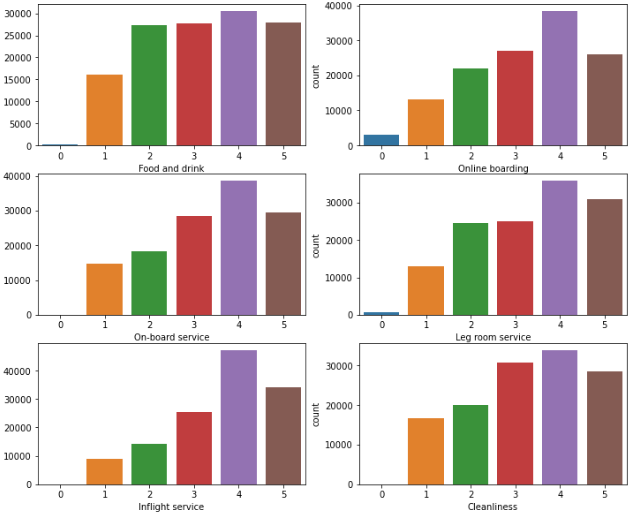 30000
25000
20000
15000
10000
5000
0
0 1 2 3 4 5
Food and drink
40000
30000
20000
10000
0
count
0 1 2 3 4 5
Online boarding
40000
30000
20000
10000
0
0 1 2 3 4 5
On-board service
30000
20000
10000
0
count
0 1 2 3 4 5
Leg room service
40000
30000
20000
10000
0
0 1 2 3 4 5
Inflight service
30000
20000
10000
0
count
0 1 2 3 4 5
Cleanliness